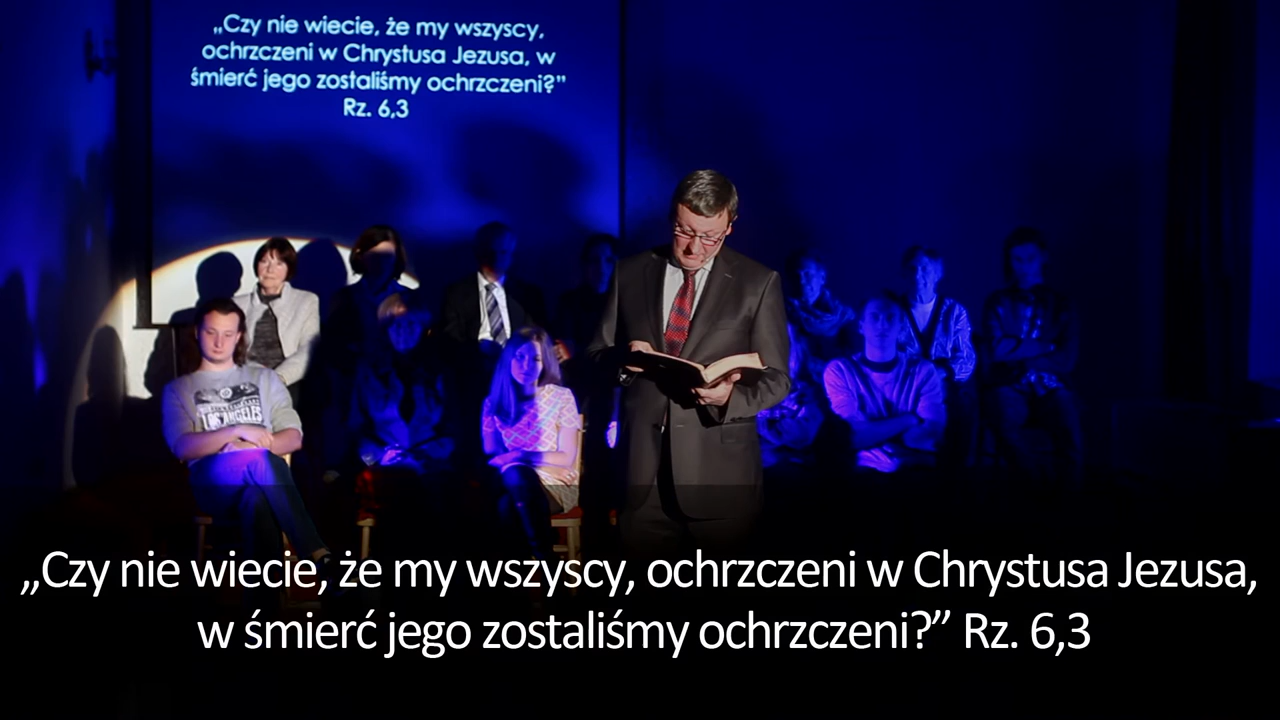 „Czy nie wiecie, że my wszyscy,
ochrzczeni w Chrystusa Jezusa, w
śmierć jego zostaliśmy ochrzczeni?”
Rz. 6,3
LOS ANGELES
„Czy nie wiecie, że my wszyscy, ochrzczeni w Chrystusa Jezusa,
w śmierć jego zostaliśmy ochrzczeni?” Rz. 6,3